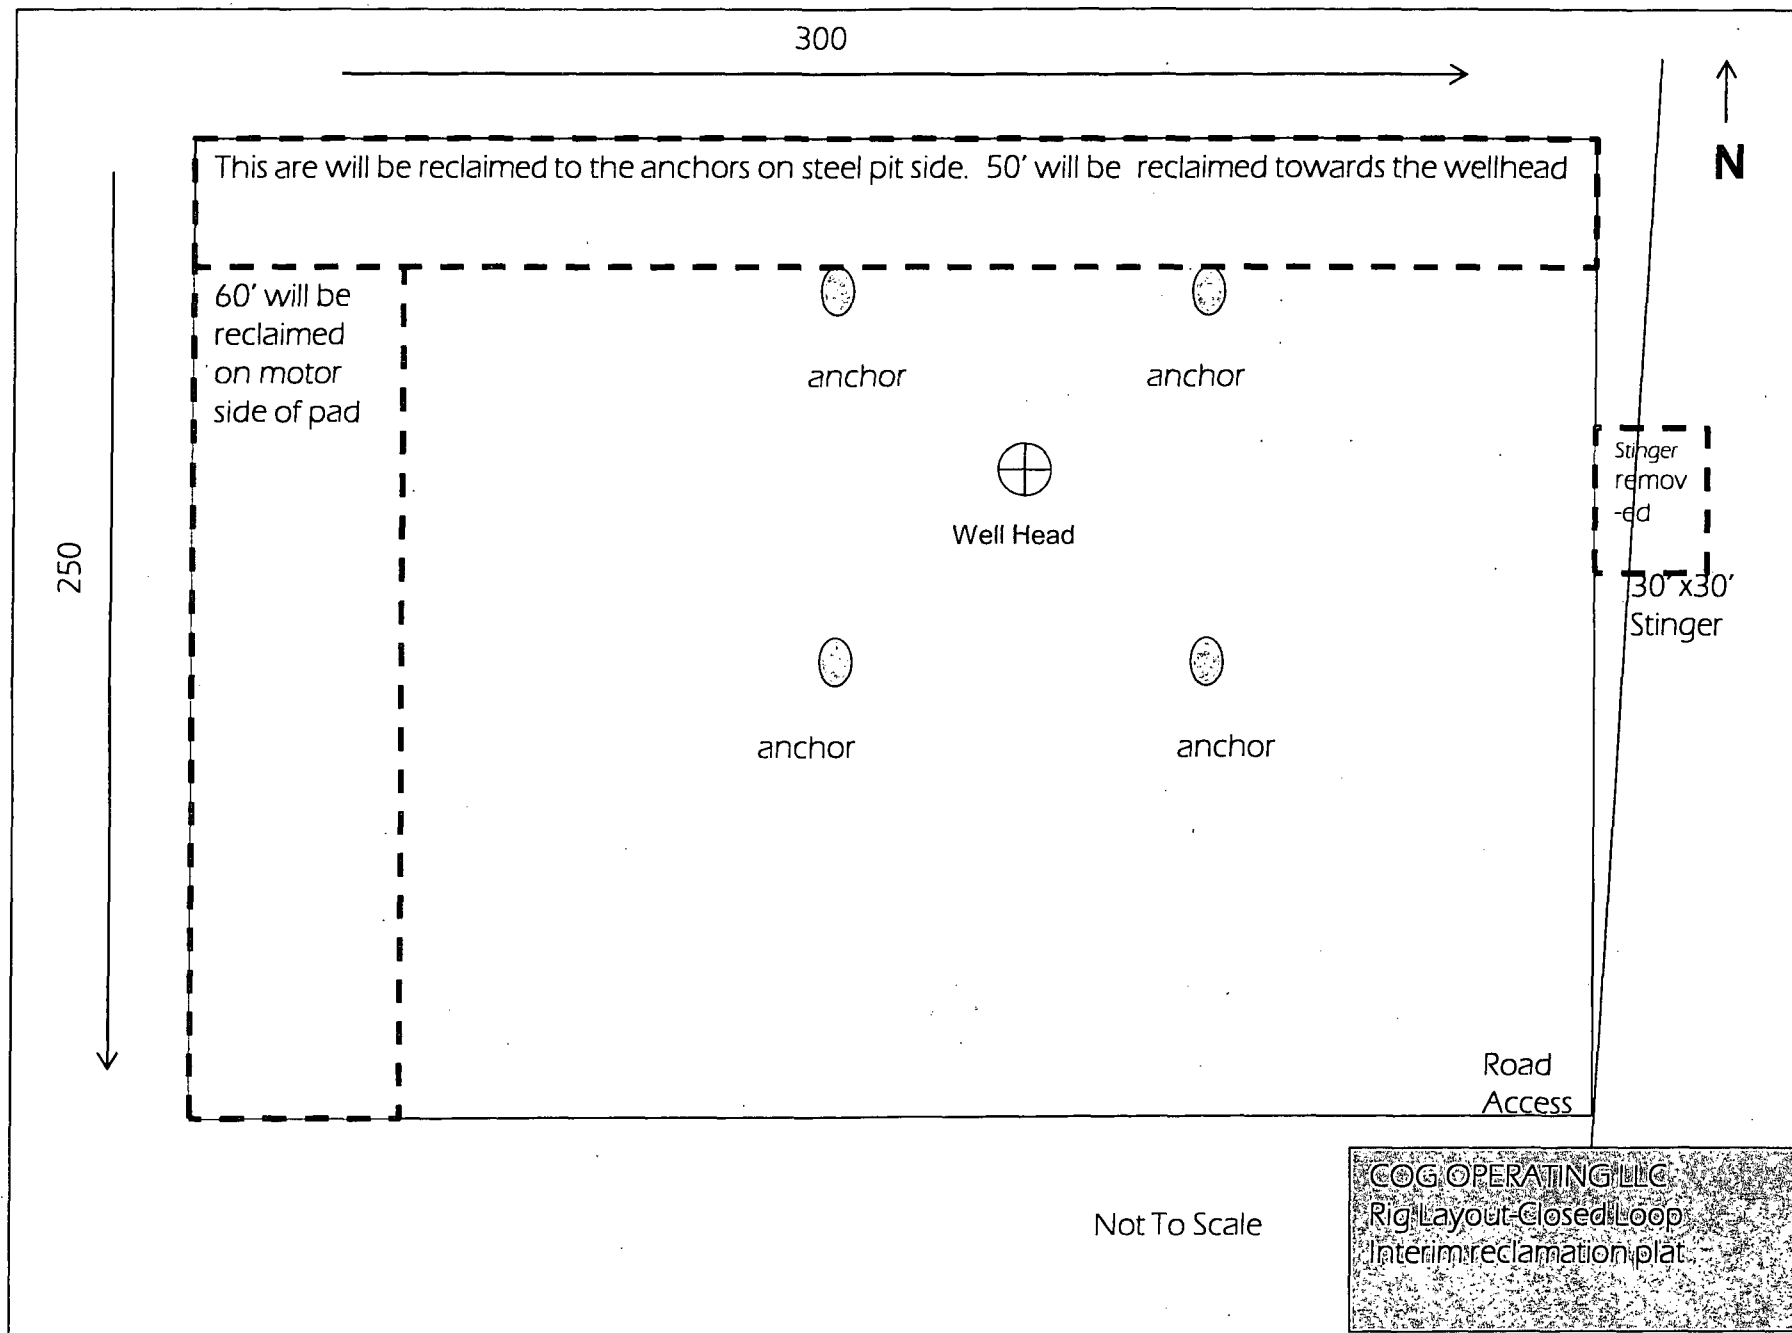 300
N
This are will be reclaimed to the anchors on steel pit side. 50' will be reclaimed towards the wellhead
60' will be
reclaimed
on motor
side of pad
anchor
anchor
Stinger
remov
-ed
Well Head
250
30' x30'
Stinger
anchor
anchor
Road
Access
Not To Scale
COG OPERATING LLC
Rig Layout-Closed Loop
Interim reclamation plat